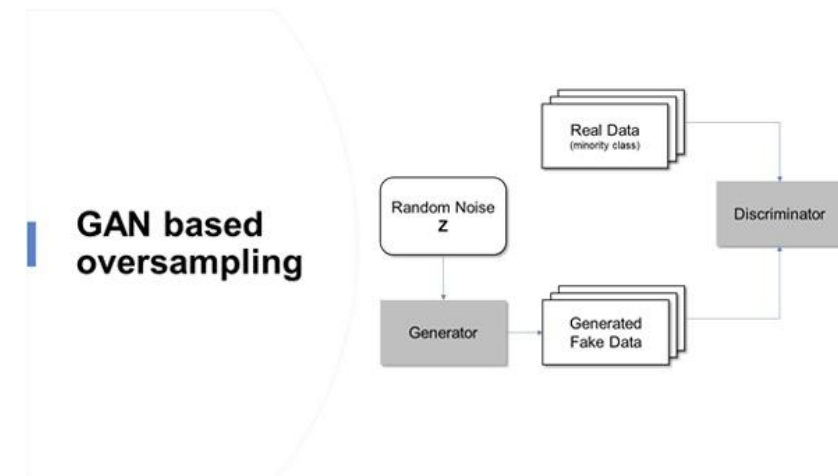 GAN based
oversampling
Real Data
(minority class)
Random Noise
Z
Discriminator
Generator
Generated
Fake Data